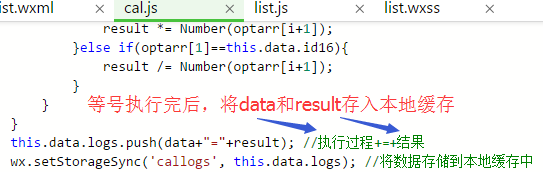 ist.wxml cal.js list.js list.wxss
result *= Number(optarr[i+1]);
}else if(optarr[1]==this.data.id16){
result /= Number(optarr[i+1]);
}
}
等号执行完后，将data和result存入本地缓存
}
this.data.logs.push(data+"="+result); //执行过程+=+结果
wx.setStorageSync('callogs', this.data.logs); //将数据存储到本地缓存中